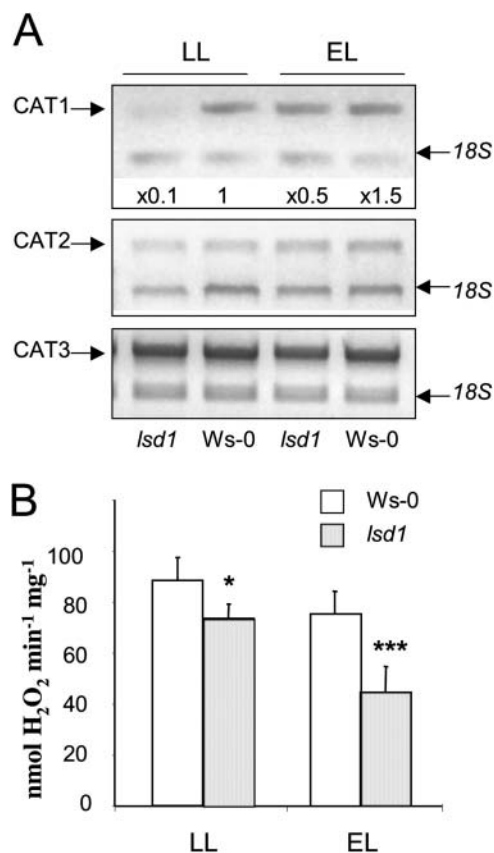 A
LL EL
CAT1
18S
x0.1 1 x0.5 x1.5
CAT2
18S
CAT3
18S
lsd1 Ws-0 lsd1 Ws-0
B
Ws-0
lsd1
nmol H₂O₂ min⁻¹ mg⁻¹
100
80
60
40
20
0
*
***
LL EL